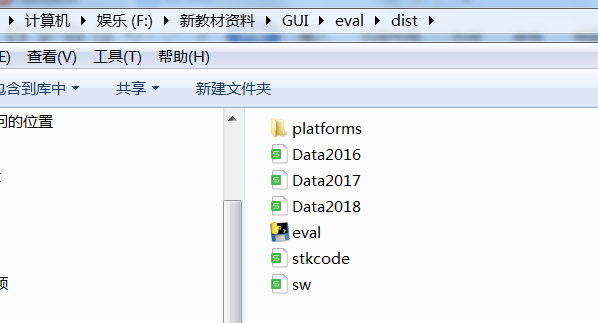 计算机 ▸ 娱乐 (F:) ▸ 新教材资料 ▸ GUI ▸ eval ▸ dist ▸
E) 查看(V) 工具(T) 帮助(H)
包含到库中 共享 新建文件夹
问的位置
platforms
Data2016
Data2017
Data2018
eval
stkcode
sw